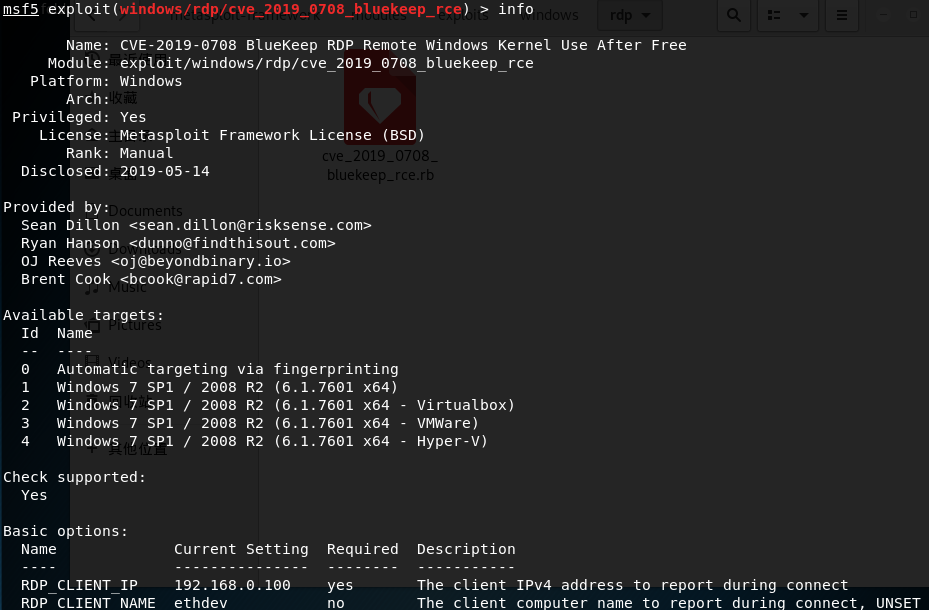 msf5 exploit(windows/rdp/cve_2019_0708_bluekeep_rce) > info
windows
rdp
Name: CVE-2019-0708 BlueKeep RDP Remote Windows Kernel Use After Free
Module: exploit/windows/rdp/cve_2019_0708_bluekeep_rce
Platform: Windows
Arch:
收藏
Privileged: Yes
License: Metasploit Framework License (BSD)
Rank: Manual
cve_2019_0708_
bluekeep_rce.rb
Disclosed: 2019-05-14
Provided by:
Documents
Sean Dillon <sean.dillon@risksense.com>
Ryan Hanson <dunno@findthisout.com>
Downloads
OJ Reeves <oj@beyondbinary.io>
Brent Cook <bcook@rapid7.com>
Music
Available targets:
Pictures
Id Name
-- ----
Videos
0 Automatic targeting via fingerprinting
1 Windows 7 SP1 / 2008 R2 (6.1.7601 x64)
2 Windows 7 SP1 / 2008 R2 (6.1.7601 x64 - Virtualbox)
3 Windows 7 SP1 / 2008 R2 (6.1.7601 x64 - VMWare)
4 Windows 7 SP1 / 2008 R2 (6.1.7601 x64 - Hyper-V)
其他位置
Check supported:
Yes
Basic options:
Name Current Setting Required Description
---- --------------- -------- -----------
RDP_CLIENT_IP 192.168.0.100 yes The client IPv4 address to report during connect
RDP_CLIENT_NAME ethdev no The client computer name to report during connect, UNSET